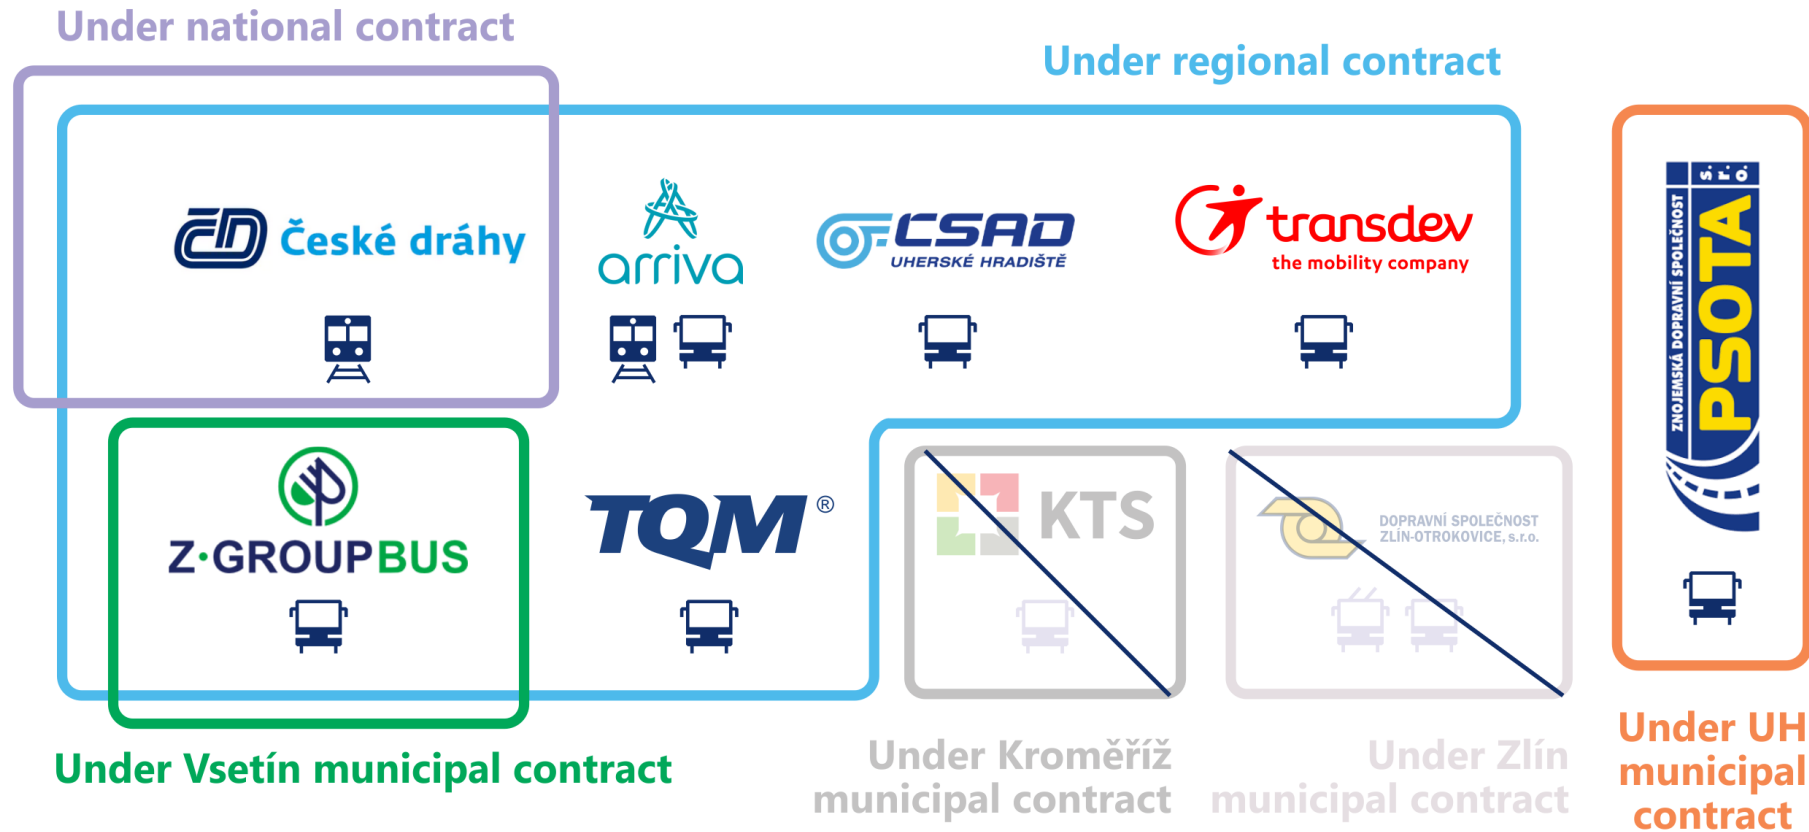 Under national contract
Under regional contract
ČD České dráhy
arriva
ČSAD
UHERSKÉ HRADIŠTĚ
transdev
the mobility company
ZNOJEMSKÁ DOPRAVNÍ SPOLEČNOST
PSOTA
s.r.o.
Z·GROUPBUS
TQM®
KTS
DOPRAVNÍ SPOLEČNOST
ZLÍN-OTROKOVICE, s.r.o.
Under Vsetín municipal contract
Under Kroměříž
municipal contract
Under Zlín
municipal contract
Under UH
municipal
contract